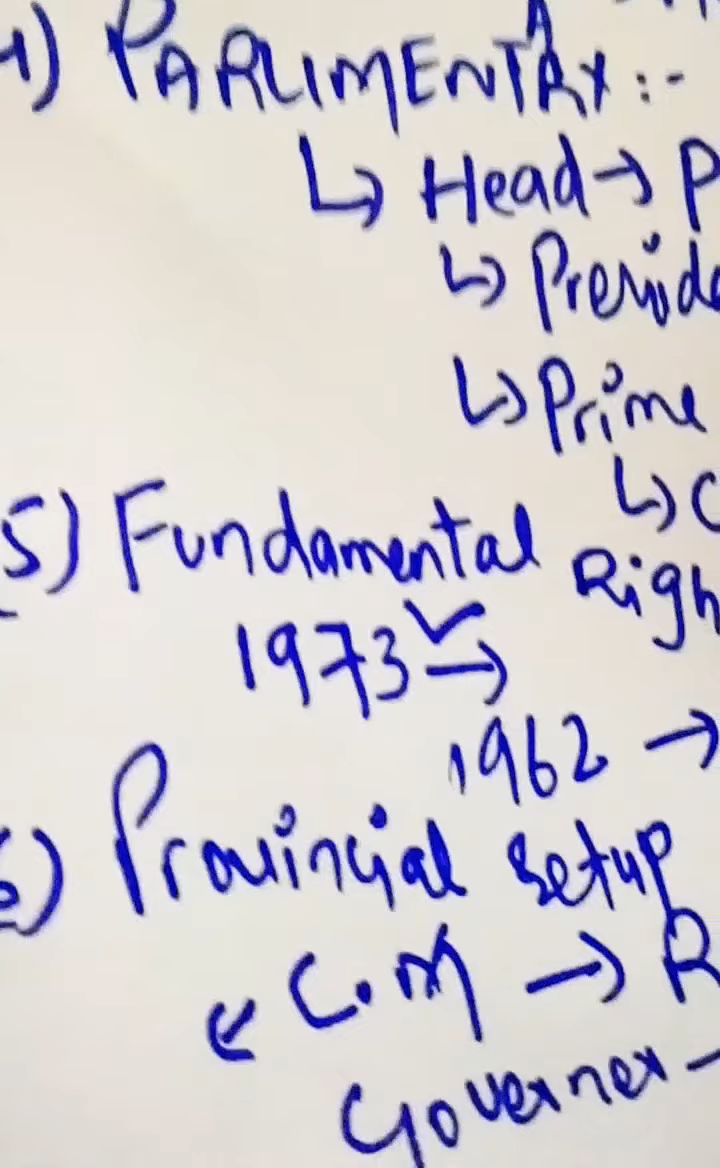 4) PARLIMENTARY :-
↳ Head → P
↳ Preside
↳ Prime
↳ C
5) Fundamental Righ
1973 ✓ →
1962 →
6) Provincial setup
C.M → R
Governer -